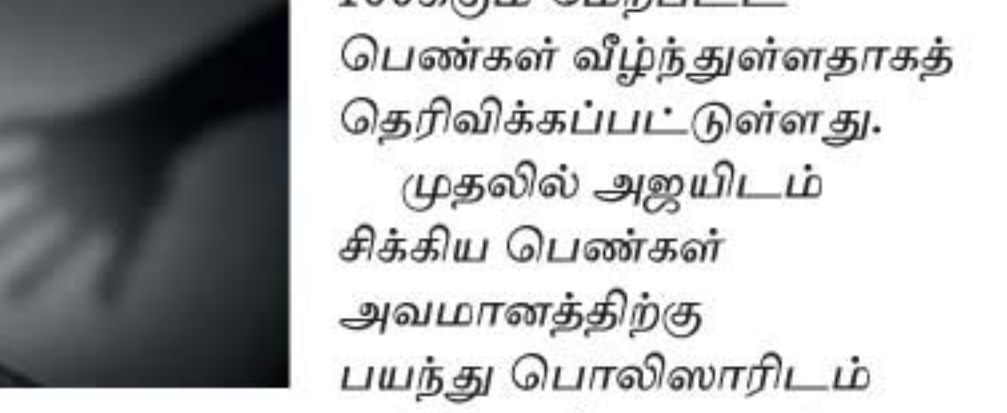 பெண்கள் வீழ்ந்துள்ளதாகத்
தெரிவிக்கப்பட்டுள்ளது.
முதலில் அஜயிடம்
சிக்கிய பெண்கள்
அவமானத்திற்கு
பயந்து பொலிஸாரிடம்